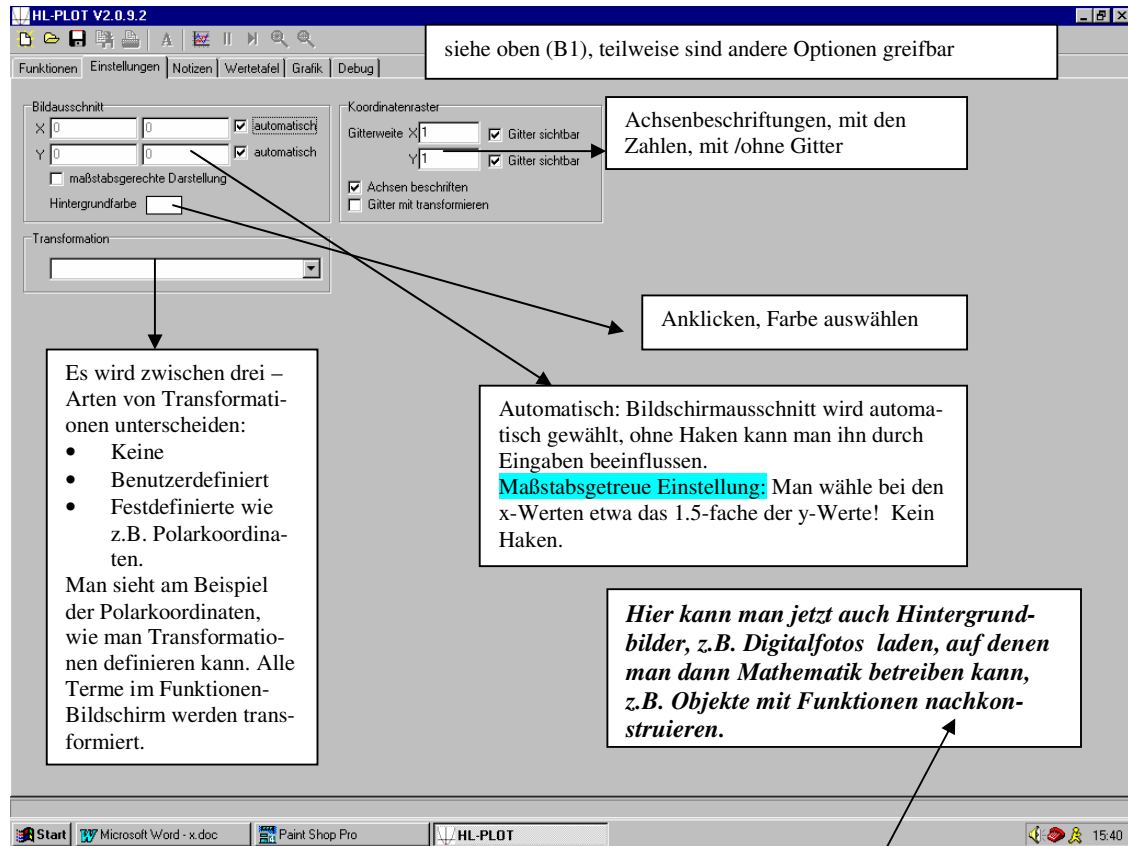 HL-PLOT V2.0.9.2
siehe oben (B1), teilweise sind andere Optionen greifbar
Funktionen Einstellungen Notizen Wertetafel Grafik Debug
Bildausschnitt
X 0 0 automatisch
Y 0 0 automatisch
maßstabsgerechte Darstellung
Hintergrundfarbe
Koordinatenraster
Gitterweite X 1 Gitter sichtbar
Y 1 Gitter sichtbar
Achsen beschriften
Gitter mit transformieren
Achsenbeschriftungen, mit den
Zahlen, mit /ohne Gitter
Transformation
Anklicken, Farbe auswählen
Es wird zwischen drei –
Arten von Transformati-
onen unterscheiden:
• Keine
• Benutzerdefiniert
• Festdefinierte wie
z.B. Polarkoordina-
ten.
Man sieht am Beispiel
der Polarkoordinaten,
wie man Transformatio-
nen definieren kann. Alle
Terme im Funktionen-
Bildschirm werden trans-
formiert.
Automatisch: Bildschirmausschnitt wird automa-
tisch gewählt, ohne Haken kann man ihn durch
Eingaben beeinflussen.
Maßstabsgetreue Einstellung: Man wähle bei den
x-Werten etwa das 1.5-fache der y-Werte! Kein
Haken.
Hier kann man jetzt auch Hintergrund-
bilder, z.B. Digitalfotos laden, auf denen
man dann Mathematik betreiben kann,
z.B. Objekte mit Funktionen nachkon-
struieren.
Start Microsoft Word - x.doc Paint Shop Pro HL-PLOT 15:40